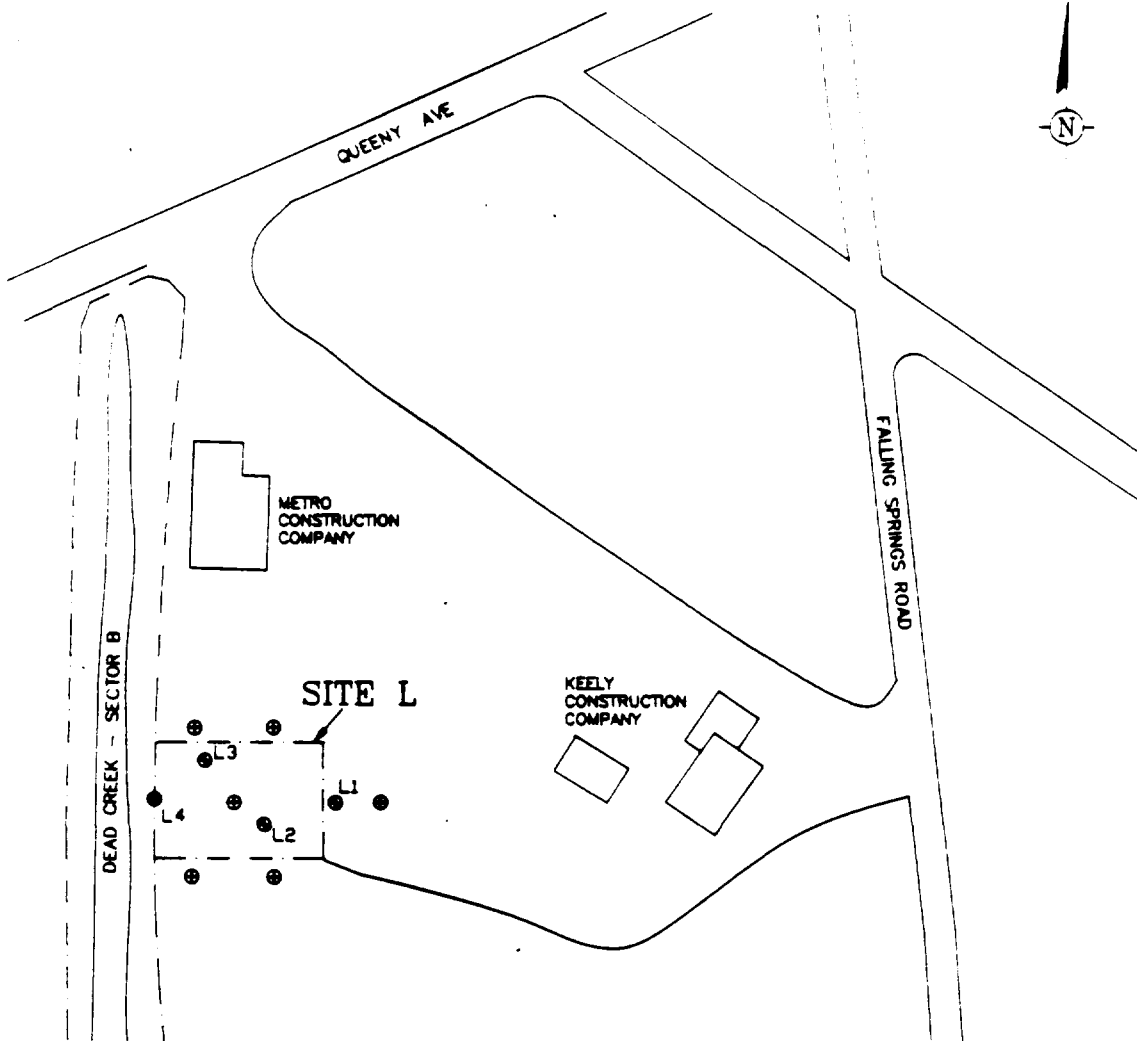 QUEENY AVE
N
FALLING SPRINGS ROAD
METRO
CONSTRUCTION
COMPANY
DEAD CREEK - SECTOR B
SITE L
KEELY
CONSTRUCTION
COMPANY
L3
L1
L4
L2